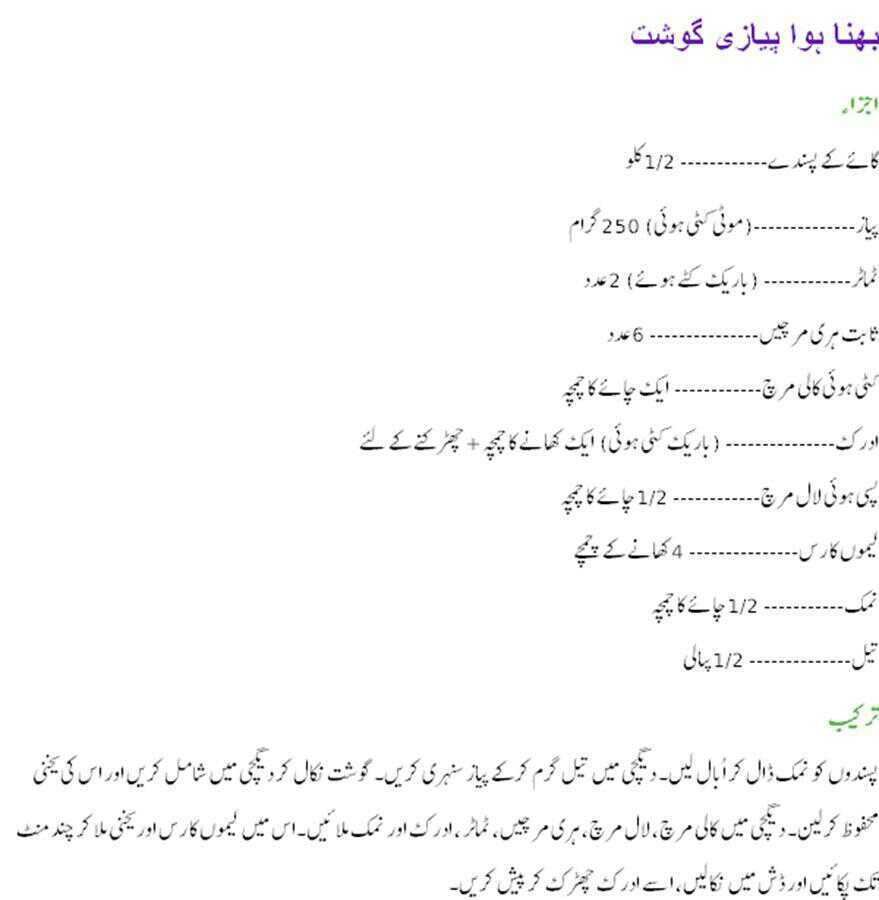 بھنا ہوا پیازی گوشت
اجزاء
گائے کے پسندے------------ 1/2 کلو
پیاز--------------(موٹی کٹی ہوئی) 250 گرام
ٹماٹر------------ (باریک کٹے ہوئے) 2 عدد
ثابت ہری مرچیں--------------- 6 عدد
کٹی ہوئی کالی مرچ------------ ایک چائے کا چمچہ
ادرک--------------- (باریک کٹی ہوئی) ایک کھانے کا چمچہ + چھڑکنے کے لئے
پسی ہوئی لال مرچ------------ 1/2 چائے کا چمچہ
لیموں کا رس--------------- 4 کھانے کے چمچے
نمک----------- 1/2 چائے کا چمچہ
تیل-------------- 1/2 پیالی
ترکیب
پسندوں کو نمک ڈال کر اُبال لیں۔ دیگچی میں تیل گرم کرکے پیاز سنہری کریں۔ گوشت نکال کر دیگچی میں شامل کریں اور اس کی یخنی
محفوظ کرلین۔ دیگچی میں کالی مرچ، لال مرچ، ہری مرچیں، ٹماٹر، ادرک اور نمک ملائیں۔ اس میں لیموں کا رس اور یخنی ملا کر چند منٹ
تک پکائیں اور ڈش میں نکالیں، اسے ادرک چھڑک کر پیش کریں۔